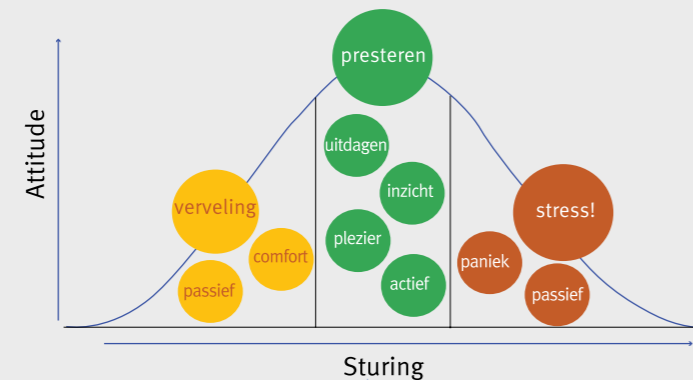 presteren
Attitude
uitdagen
inzicht
verveling
stress!
plezier
comfort
paniek
actief
passief
passief
Sturing